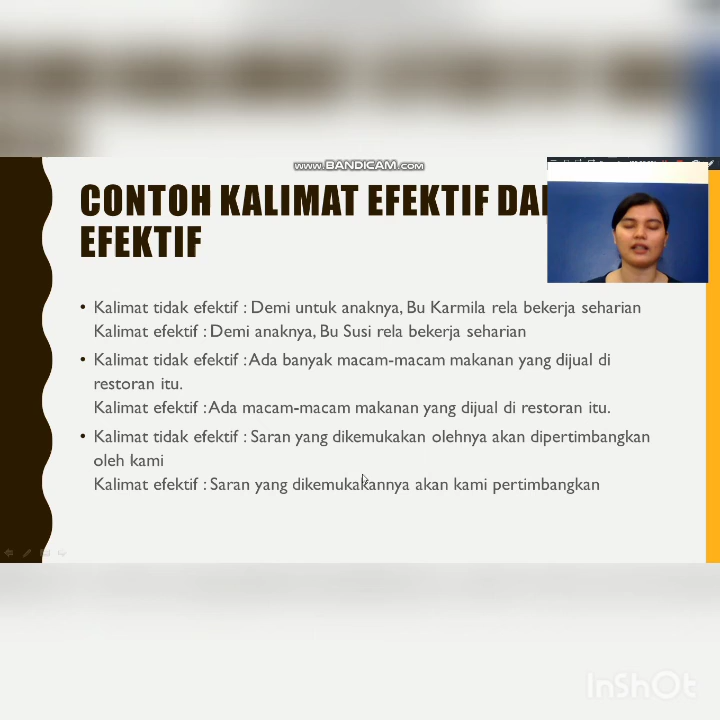 www.BANDICAM.com
CONTOH KALIMAT EFEKTIF DAN
EFEKTIF
• Kalimat tidak efektif : Demi untuk anaknya, Bu Karmila rela bekerja seharian
Kalimat efektif : Demi anaknya, Bu Susi rela bekerja seharian
• Kalimat tidak efektif : Ada banyak macam-macam makanan yang dijual di
restoran itu.
Kalimat efektif : Ada macam-macam makanan yang dijual di restoran itu.
• Kalimat tidak efektif : Saran yang dikemukakan olehnya akan dipertimbangkan
oleh kami
Kalimat efektif : Saran yang dikemukakannya akan kami pertimbangkan
InShOt